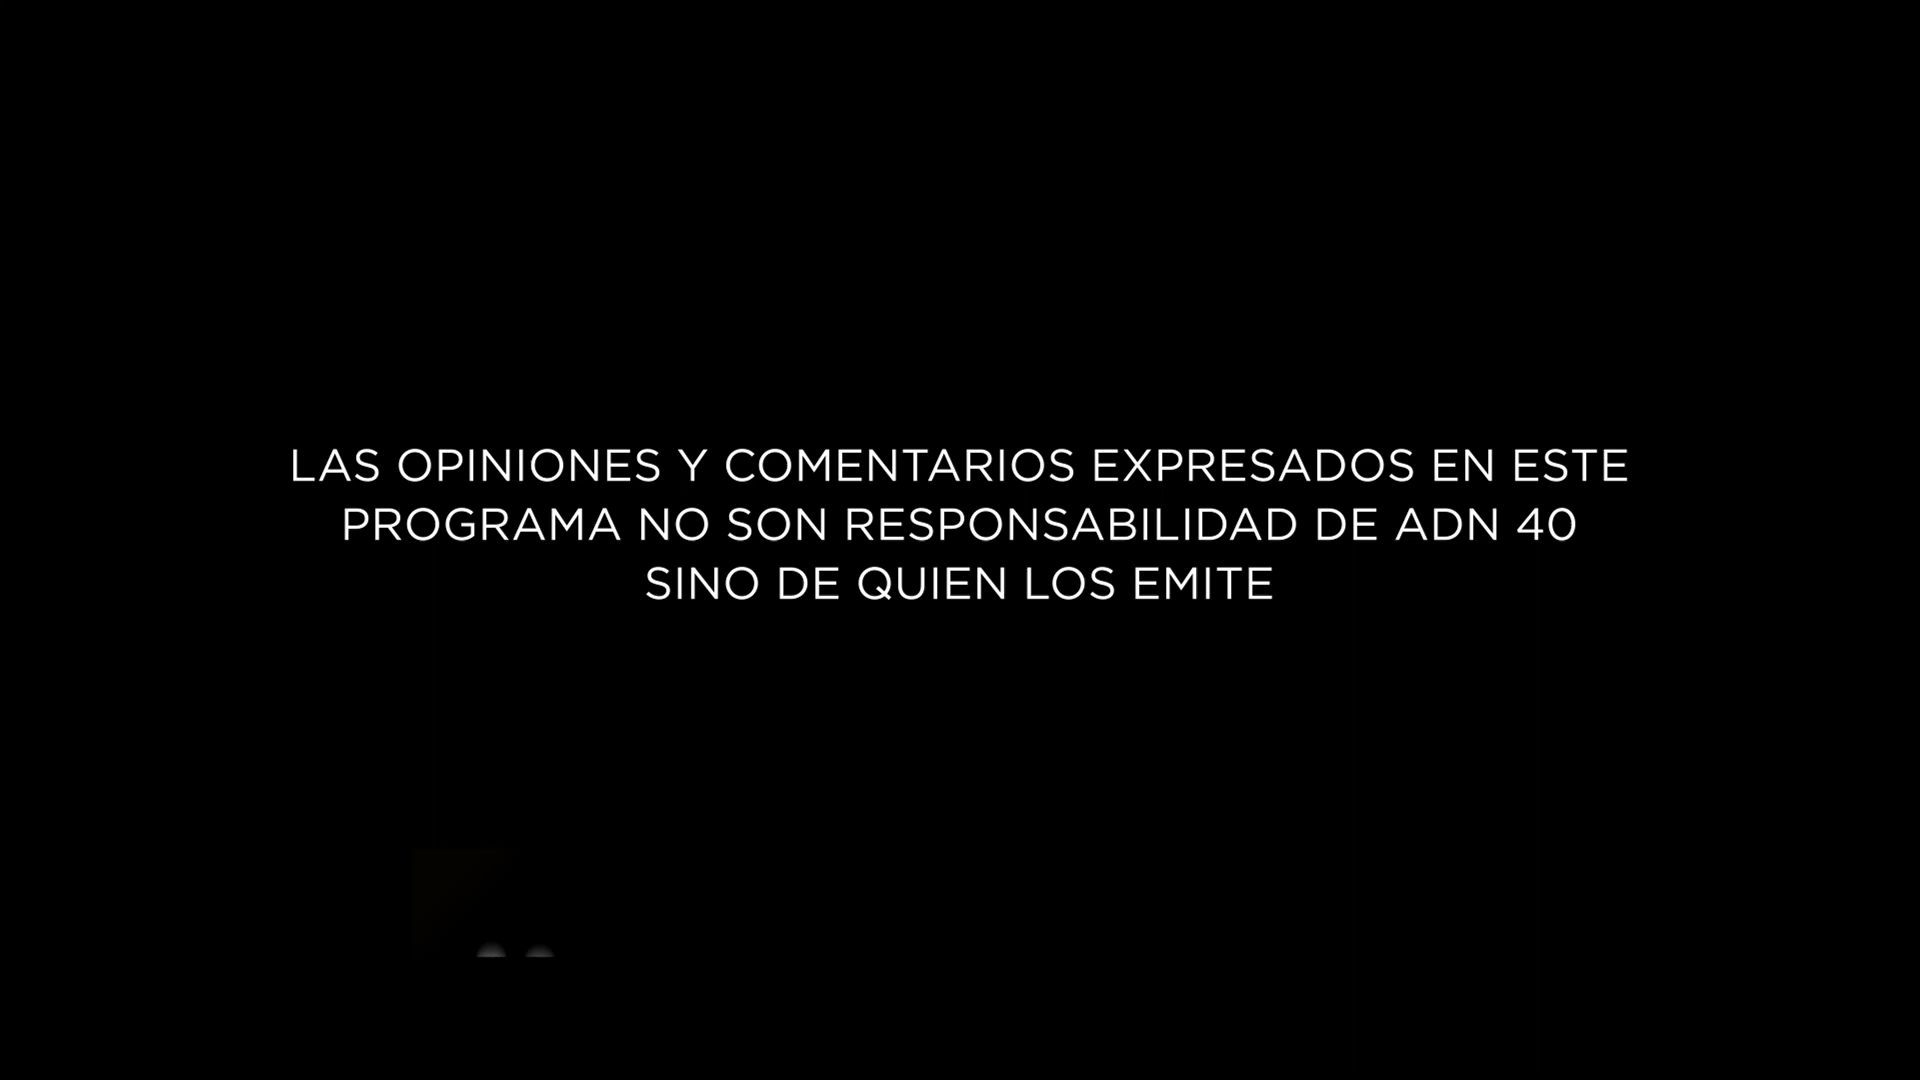 LAS OPINIONES Y COMENTARIOS EXPRESADOS EN ESTE
PROGRAMA NO SON RESPONSABILIDAD DE ADN 40
SINO DE QUIEN LOS EMITE